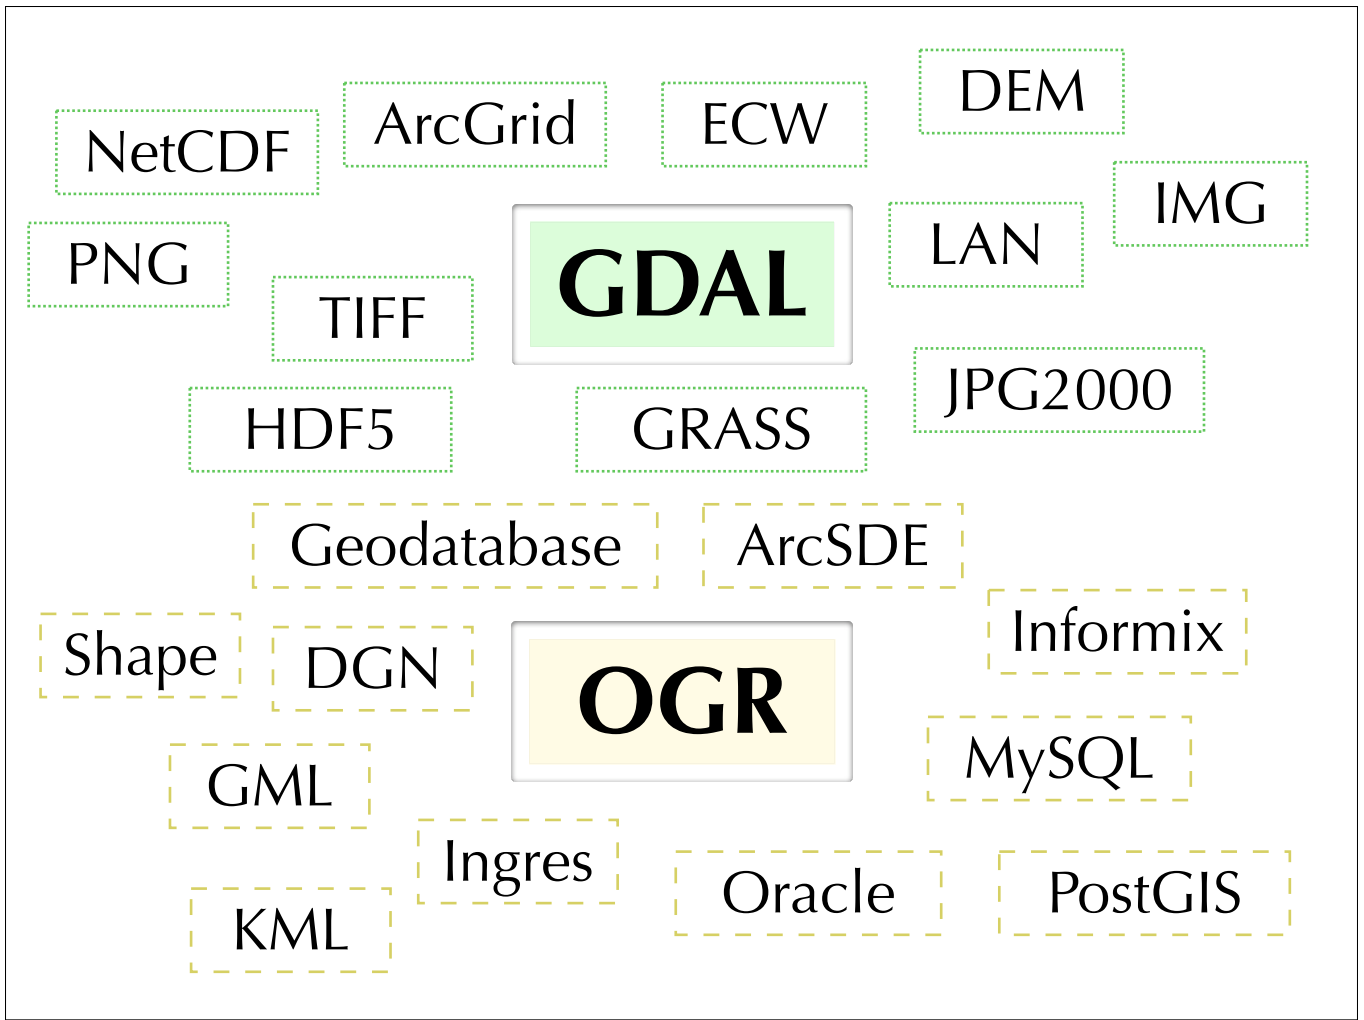 DEM
ArcGrid
ECW
NetCDF
IMG
LAN
PNG
GDAL
TIFF
JPG2000
HDF5
GRASS
Geodatabase
ArcSDE
Informix
Shape
DGN
OGR
MySQL
GML
Ingres
Oracle
PostGIS
KML